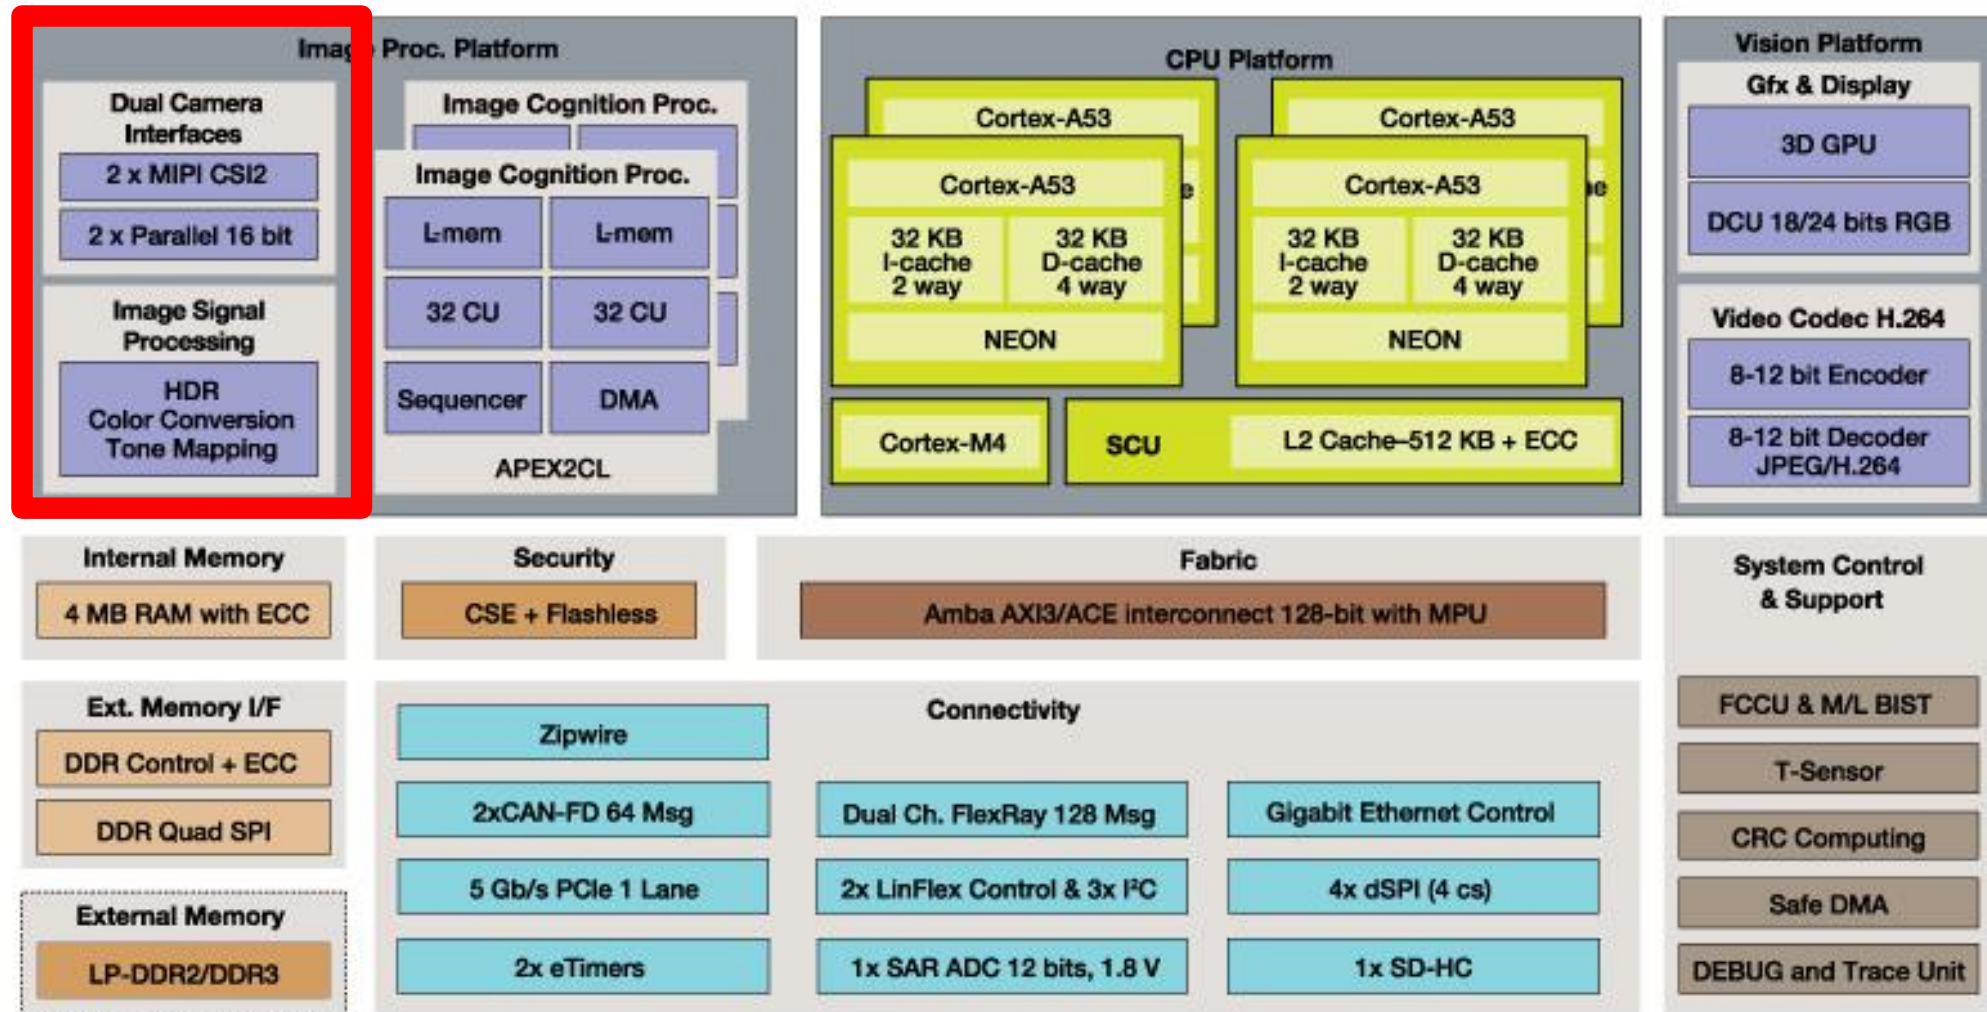 Image Proc. Platform
Dual Camera
Interfaces
2 x MIPI CSI2
2 x Parallel 16 bit
Image Signal
Processing
HDR
Color Conversion
Tone Mapping
Image Cognition Proc.
Image Cognition Proc.
L-mem
L-mem
32 CU
32 CU
Sequencer
DMA
APEX2CL
CPU Platform
Cortex-A53
Cortex-A53
32 KB
I-cache
2 way
32 KB
D-cache
4 way
NEON
Cortex-A53
Cortex-A53
32 KB
I-cache
2 way
32 KB
D-cache
4 way
NEON
Cortex-M4
SCU
L2 Cache–512 KB + ECC
Vision Platform
Gfx & Display
3D GPU
DCU 18/24 bits RGB
Video Codec H.264
8-12 bit Encoder
8-12 bit Decoder
JPEG/H.264
Internal Memory
4 MB RAM with ECC
Security
CSE + Flashless
Fabric
Amba AXI3/ACE interconnect 128-bit with MPU
System Control
& Support
FCCU & M/L BIST
T-Sensor
CRC Computing
Safe DMA
DEBUG and Trace Unit
Ext. Memory I/F
DDR Control + ECC
DDR Quad SPI
External Memory
LP-DDR2/DDR3
Connectivity
Zipwire
2xCAN-FD 64 Msg
Dual Ch. FlexRay 128 Msg
Gigabit Ethernet Control
5 Gb/s PCIe 1 Lane
2x LinFlex Control & 3x I²C
4x dSPI (4 cs)
2x eTimers
1x SAR ADC 12 bits, 1.8 V
1x SD-HC